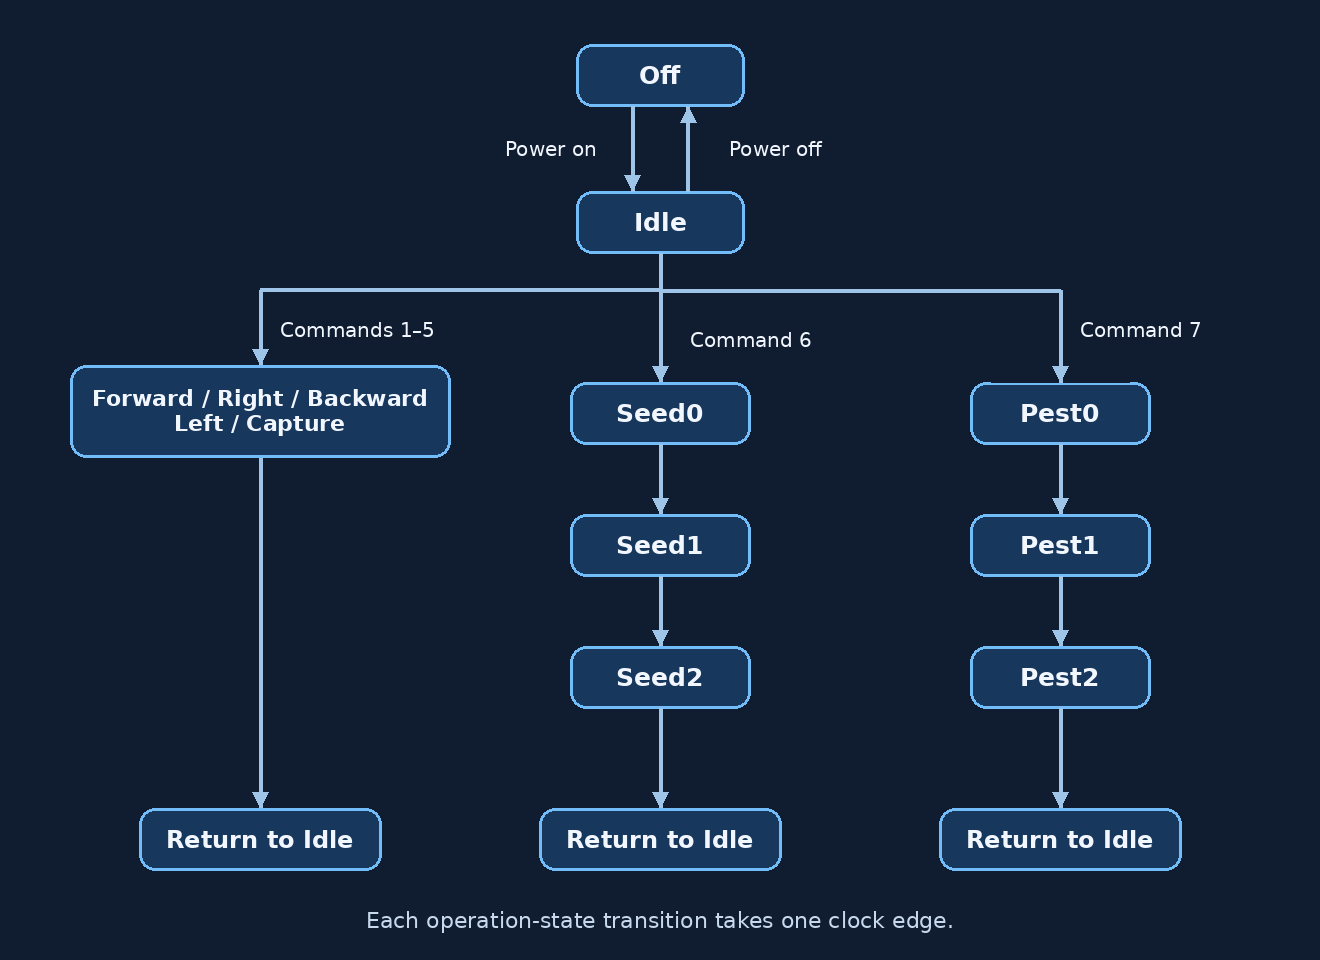 Off
Power on
Power off
Idle
Commands 1–5
Command 6
Command 7
Forward / Right / Backward
Left / Capture
Seed0
Pest0
Seed1
Pest1
Seed2
Pest2
Return to Idle
Return to Idle
Return to Idle
Each operation-state transition takes one clock edge.